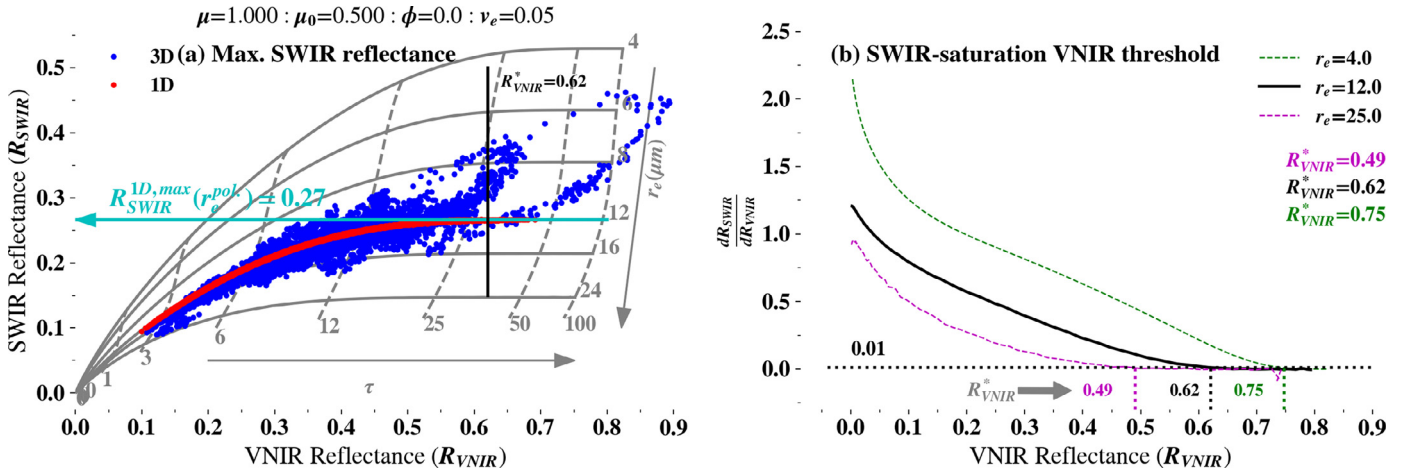 μ=1.000 : μ0=0.500 : ϕ=0.0 : νe=0.05
(a) Max. SWIR reflectance
3D
1D
R*VNIR=0.62
R1D,maxSWIR(rpole)=0.27
4
6
8
12
16
24
re(μm)
0
1
3
6
12
25
50
100
τ
0.5
0.4
0.3
0.2
0.1
0.0
SWIR Reflectance (RSWIR)
0.0 0.1 0.2 0.3 0.4 0.5 0.6 0.7 0.8 0.9
VNIR Reflectance (RVNIR)
(b) SWIR-saturation VNIR threshold
re=4.0
re=12.0
re=25.0
R*VNIR=0.49
R*VNIR=0.62
R*VNIR=0.75
2.5
2.0
1.5
1.0
0.5
0.0
dRSWIR
dRVNIR
0.01
R*VNIR 0.49 0.62 0.75
0.0 0.1 0.2 0.3 0.4 0.5 0.6 0.7 0.8 0.9
VNIR Reflectance (RVNIR)